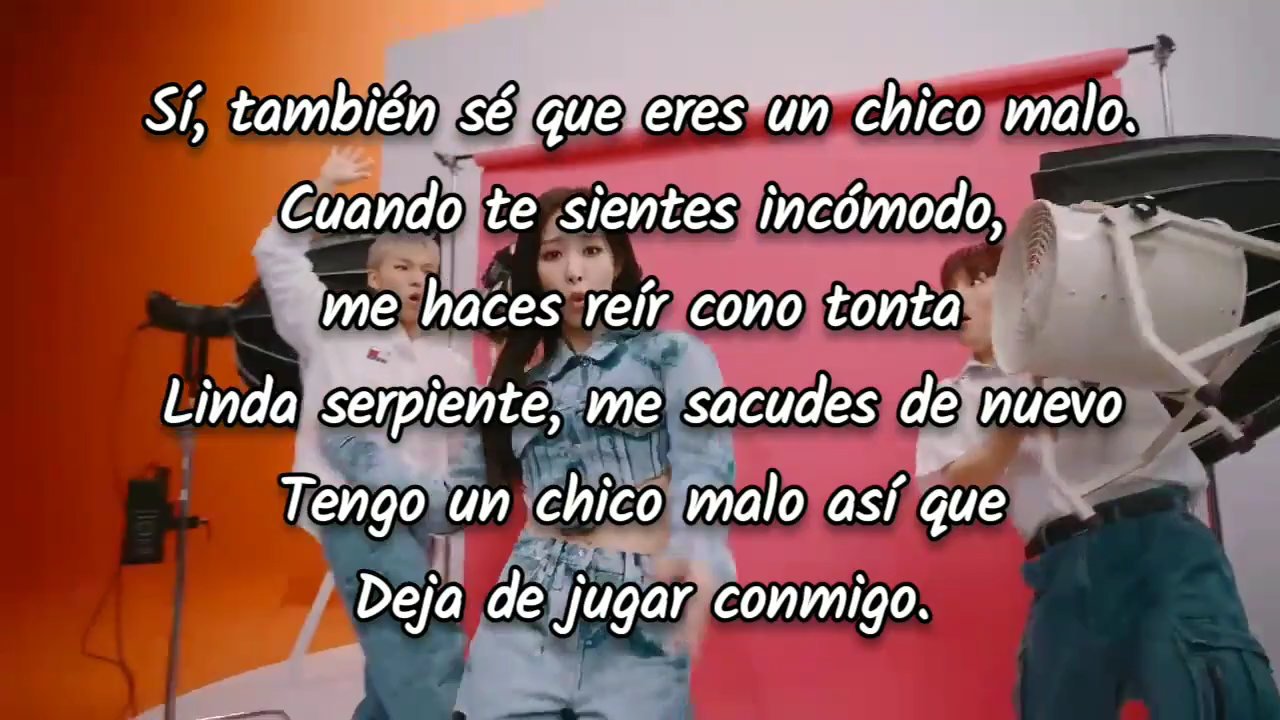 Sí, también sé que eres un chico malo.
Cuando te sientes incómodo,
me haces reír cono tonta
Linda serpiente, me sacudes de nuevo
Tengo un chico malo así que
Deja de jugar conmigo.